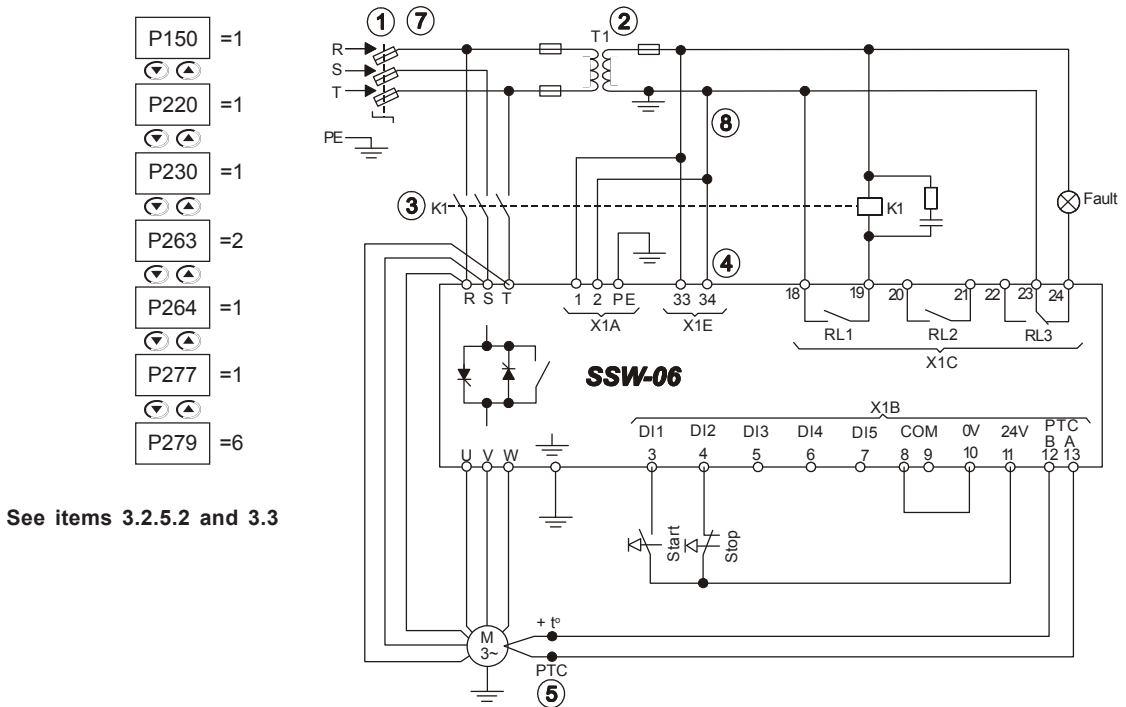 P150 =1
P220 =1
P230 =1
P263 =2
P264 =1
P277 =1
P279 =6
See items 3.2.5.2 and 3.3
1 7 2
T1
R
S
T
8
PE
3 K1 K1 Fault
4
R S T 1 2 PE 33 34 18 19 20 21 22 23 24
X1A X1E RL1 RL2 RL3
X1C
SSW-06
X1B
DI1 DI2 DI3 DI4 DI5 COM 0V 24V PTC
B A
U V W 3 4 5 6 7 8 9 10 11 12 13
Start Stop
+ tº
M
3~
PTC
5